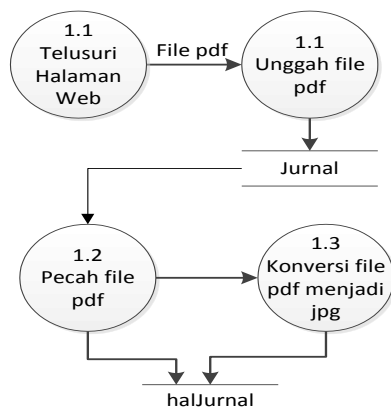 1.1
Telusuri
Halaman
Web
File pdf
1.1
Unggah file
pdf
Jurnal
1.2
Pecah file
pdf
1.3
Konversi file
pdf menjadi
jpg
halJurnal